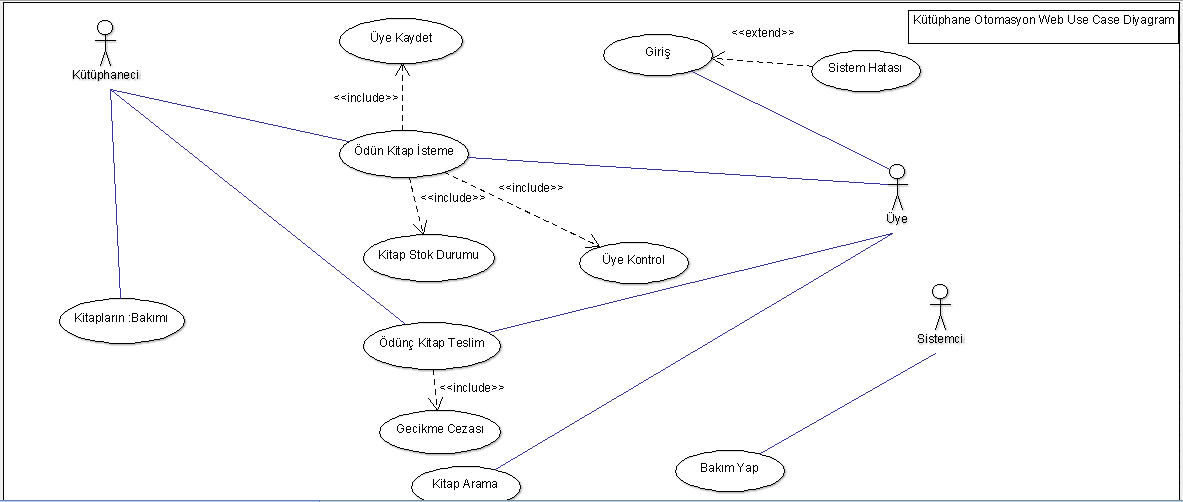 Kütüphane Otomasyon Web Use Case Diyagram
Üye Kaydet
Giriş
<<extend>>
Sistem Hatası
Kütüphaneci
<<include>>
Ödün Kitap İsteme
<<include>>
<<include>>
Üye
Kitap Stok Durumu
Üye Kontrol
Kitapların :Bakımı
Ödünç Kitap Teslim
Sistemci
<<include>>
Gecikme Cezası
Kitap Arama
Bakım Yap